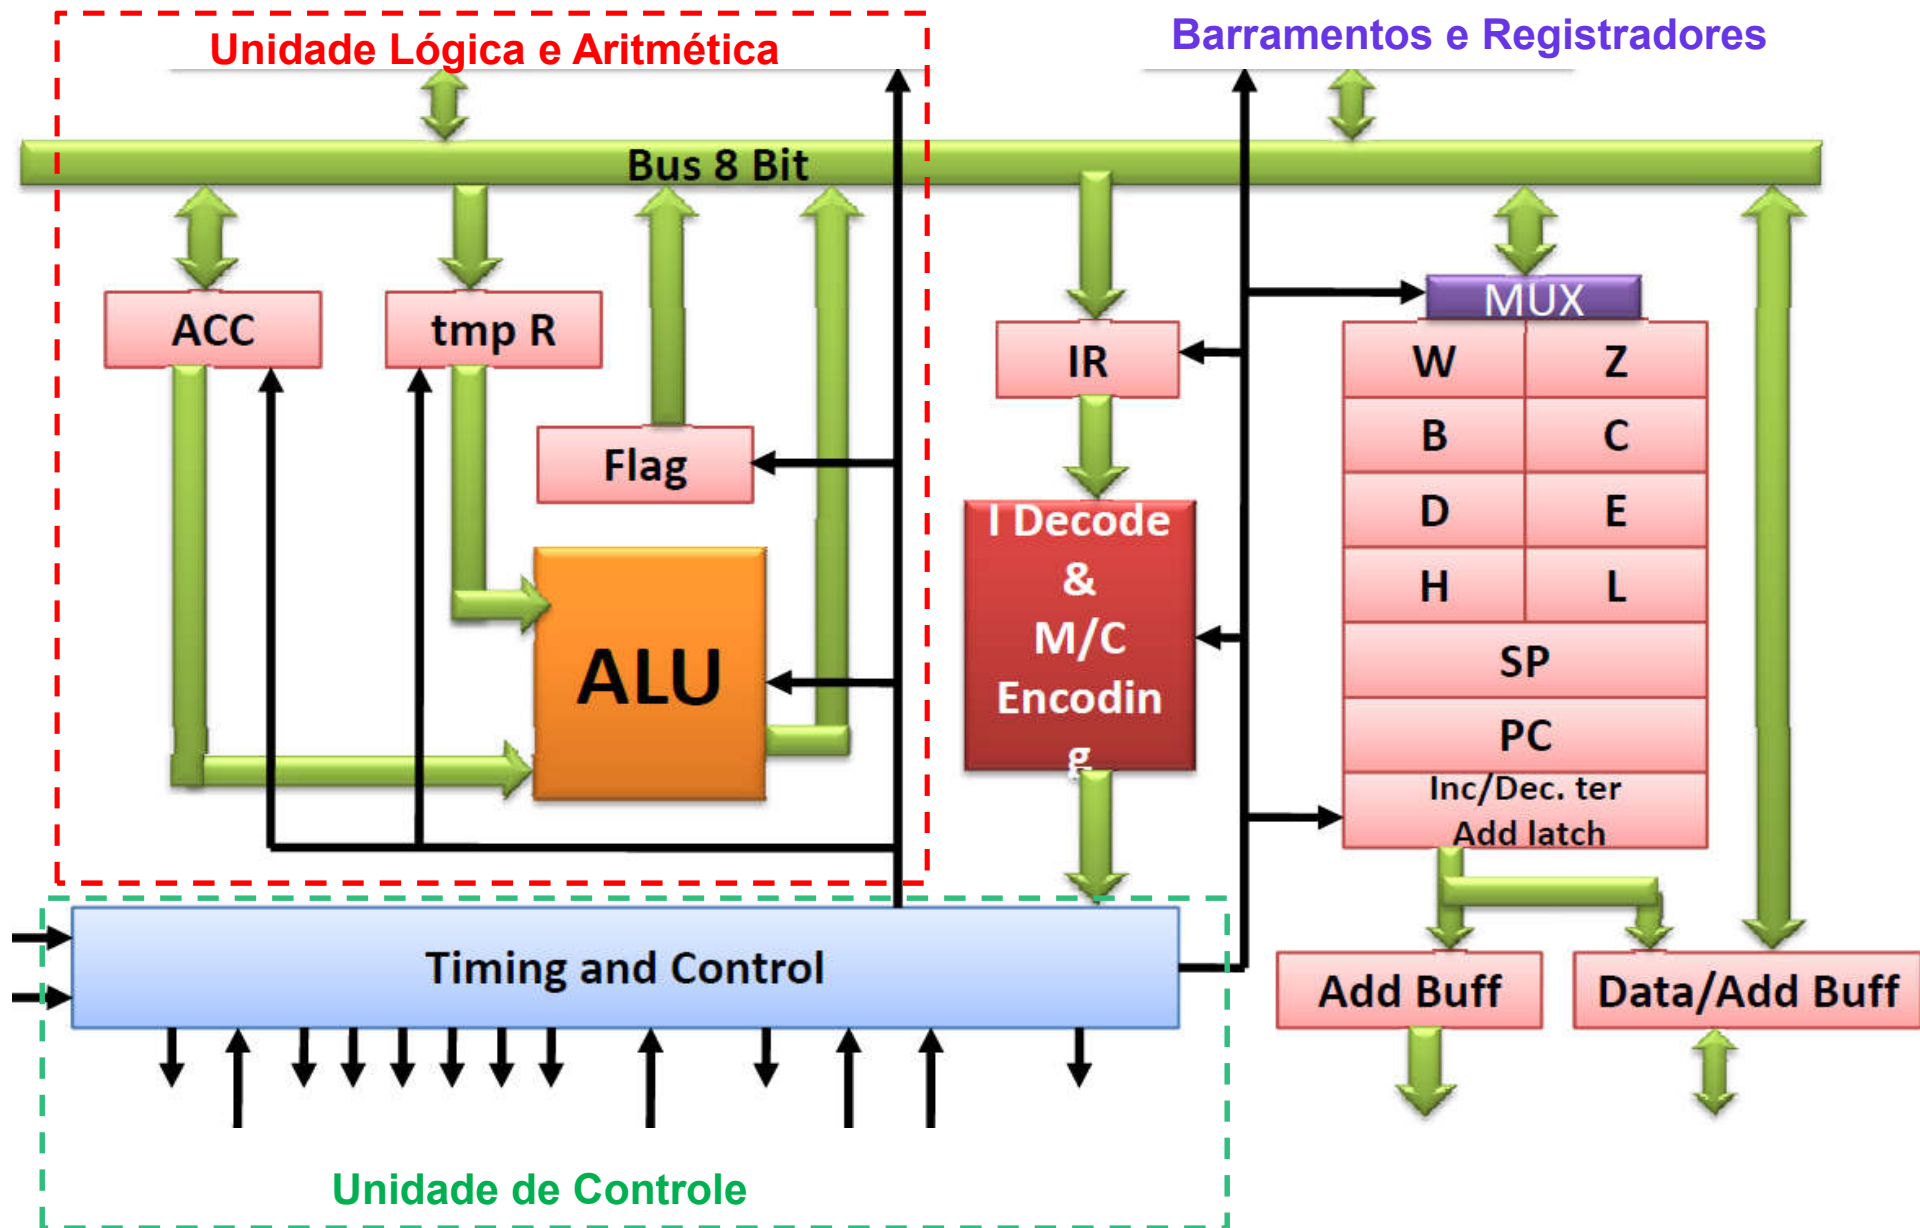 Unidade Lógica e Aritmética
Barramentos e Registradores
Bus 8 Bit
ACC
tmp R
Flag
ALU
IR
I Decode
&
M/C
Encodin
g
MUX
W
Z
B
C
D
E
H
L
SP
PC
Inc/Dec. ter
Add latch
Timing and Control
Add Buff
Data/Add Buff
Unidade de Controle